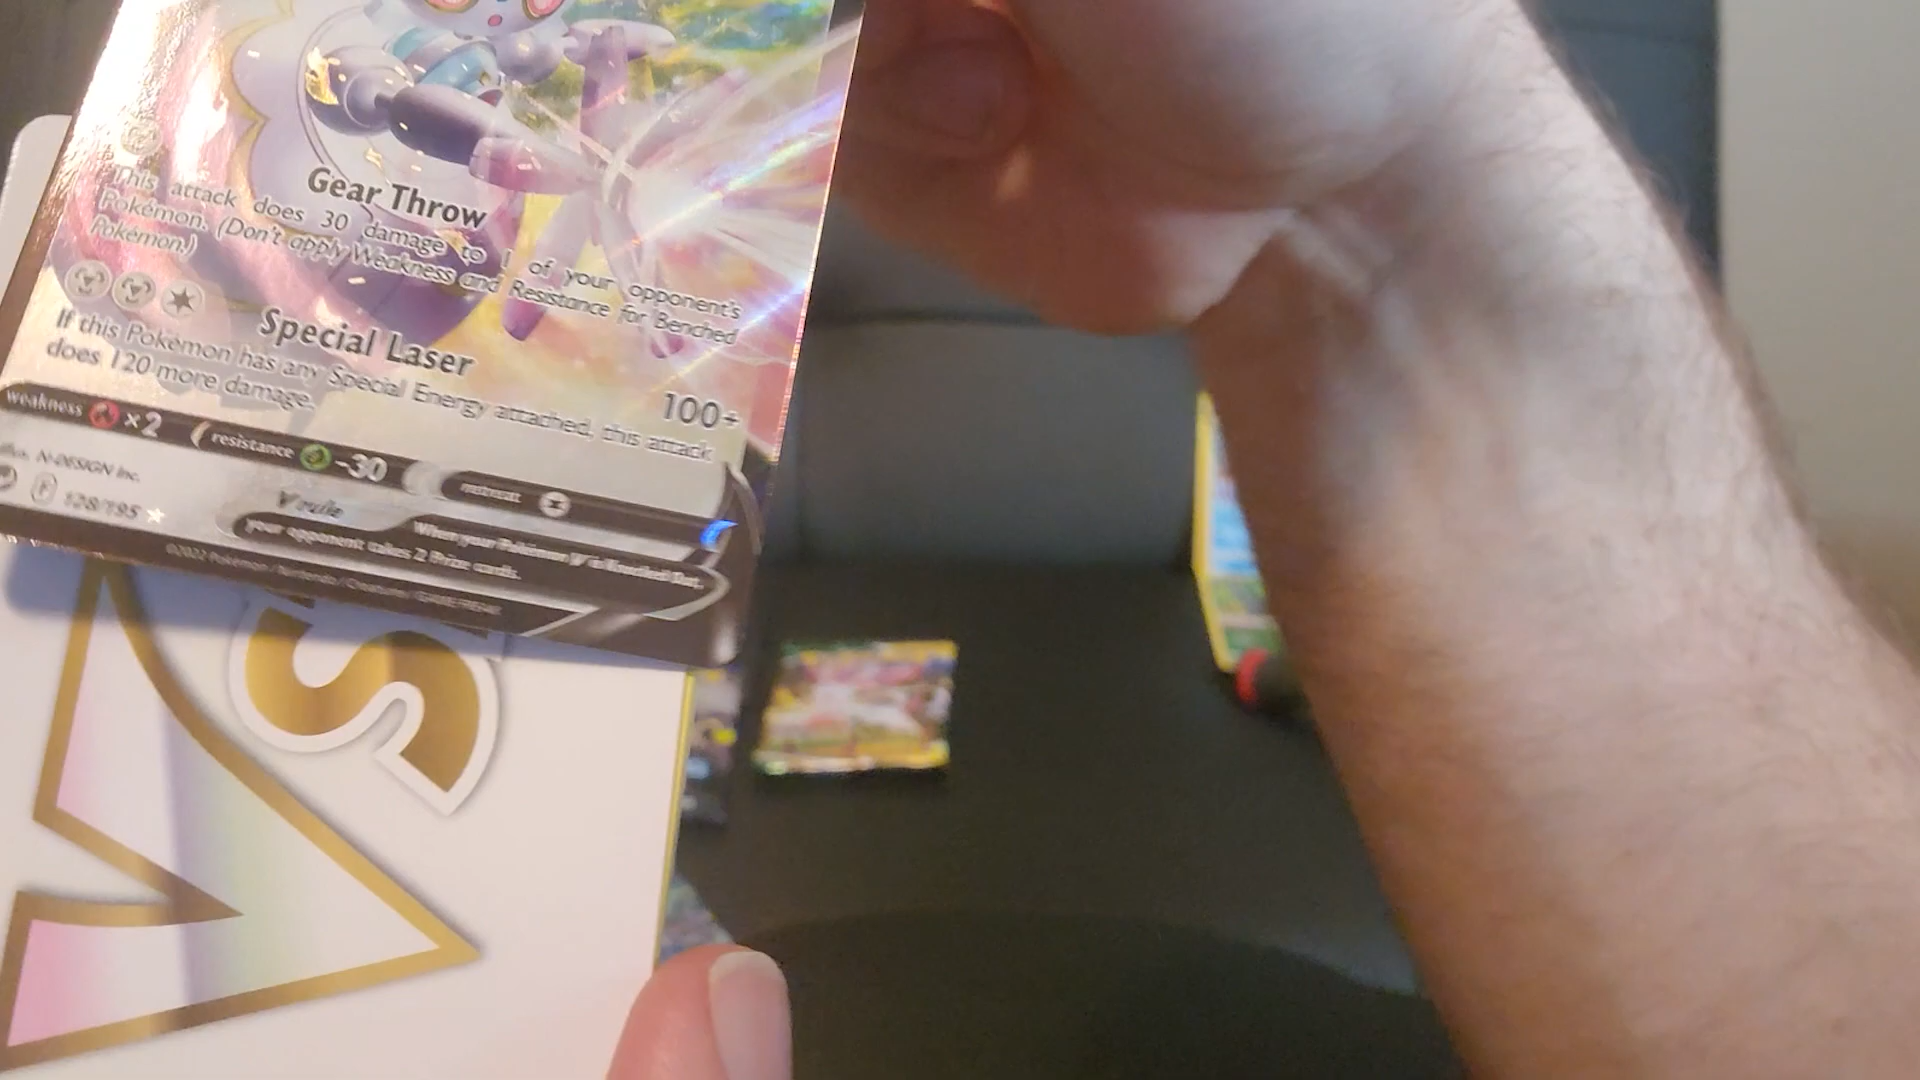 Gear Throw
This attack does 30 damage to 1 of your opponent's
Pokémon. (Don't apply Weakness and Resistance for Benched
Pokémon.)
Special Laser
100+
If this Pokémon has any Special Energy attached, this attack
does 120 more damage.
weakness ×2 resistance -30 retreat
Illus. N-DESIGN Inc.
F 128/195
V rule
When your Pokémon V is Knocked Out,
your opponent takes 2 Prize cards.
©2022 Pokémon / Nintendo / Creatures / GAME FREAK
S